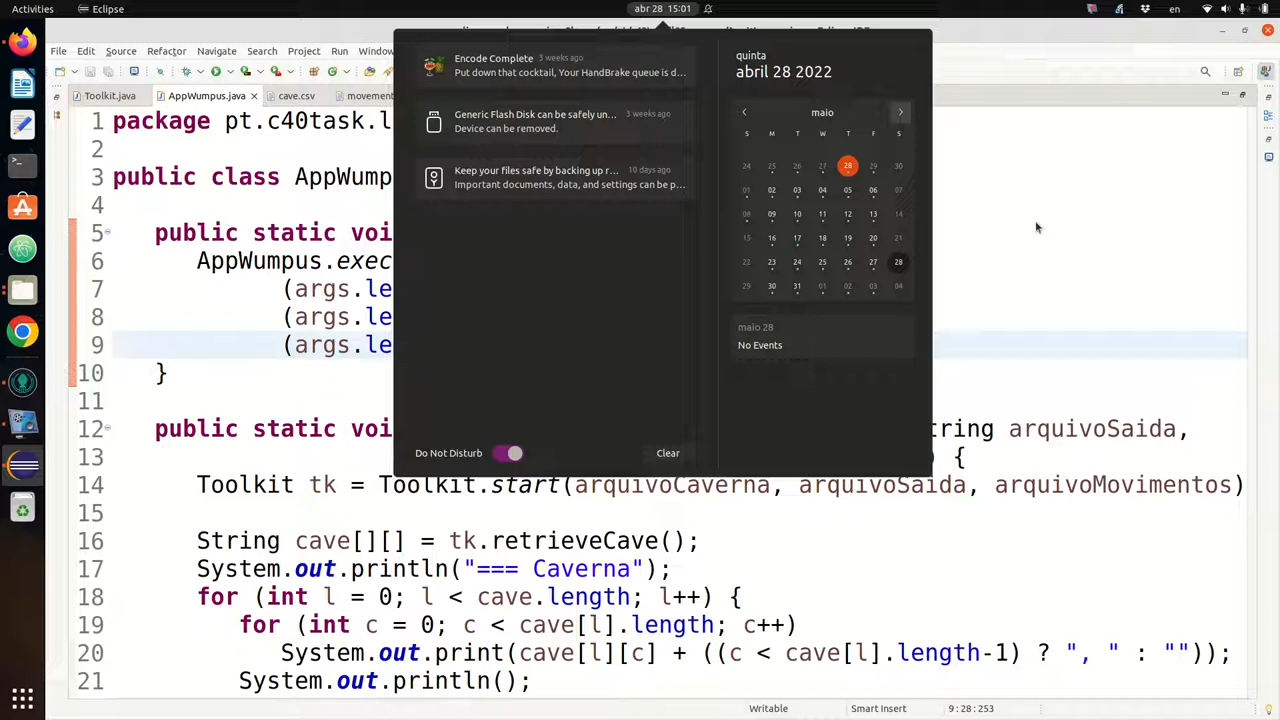 Activities
Eclipse
abr 28 15:01
en
File Edit Source Refactor Navigate Search Project Run Window
Toolkit.java
AppWumpus.java
cave.csv
movement
1 package pt.c40task.l
2
3 public class AppWump
4
5 public static voi
6 AppWumpus.exec
7 (args.le
8 (args.le
9 (args.le
10 }
11
12 public static voi
tring arquivoSaida,
13 ) {
14 Toolkit tk = Toolkit.start(arquivoCaverna, arquivoSaida, arquivoMovimentos)
15
16 String cave[][] = tk.retrieveCave();
17 System.out.println("=== Caverna");
18 for (int l = 0; l < cave.length; l++) {
19 for (int c = 0; c < cave[l].length; c++)
20 System.out.print(cave[l][c] + ((c < cave[l].length-1) ? ", " : ""));
21 System.out.println();
Encode Complete 3 weeks ago
Put down that cocktail, Your HandBrake queue is d…
Generic Flash Disk can be safely un… 3 weeks ago
Device can be removed.
Keep your files safe by backing up r… 10 days ago
Important documents, data, and settings can be p…
Do Not Disturb
Clear
quinta
abril 28 2022
maio
S M T W T F S
24 25 26 27 28 29 30
01 02 03 04 05 06 07
08 09 10 11 12 13 14
15 16 17 18 19 20 21
22 23 24 25 26 27 28
29 30 31 01 02 03 04
maio 28
No Events
Writable
Smart Insert
9 : 28 : 253